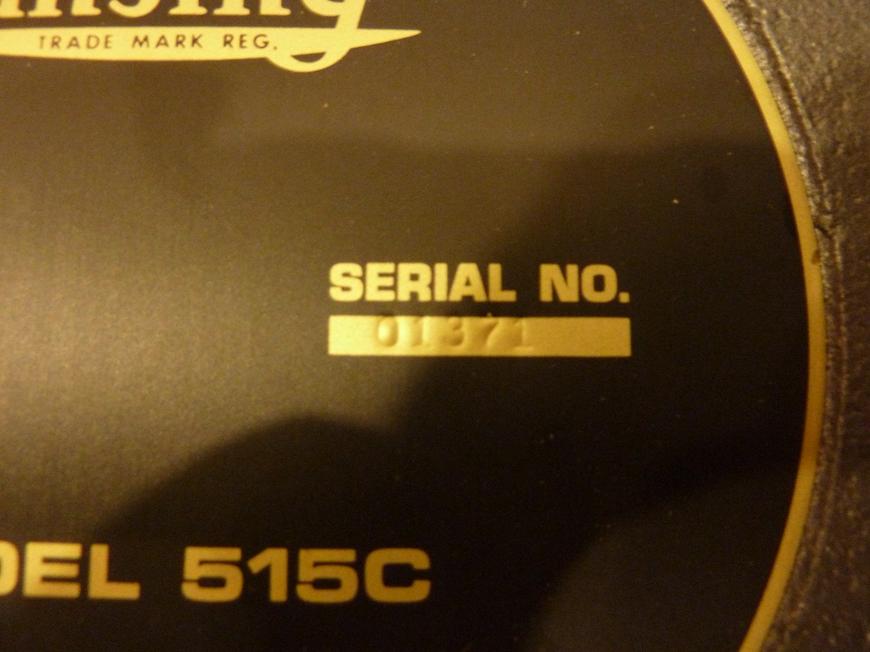 TRADE MARK REG.
SERIAL NO.
01371
DEL 515C